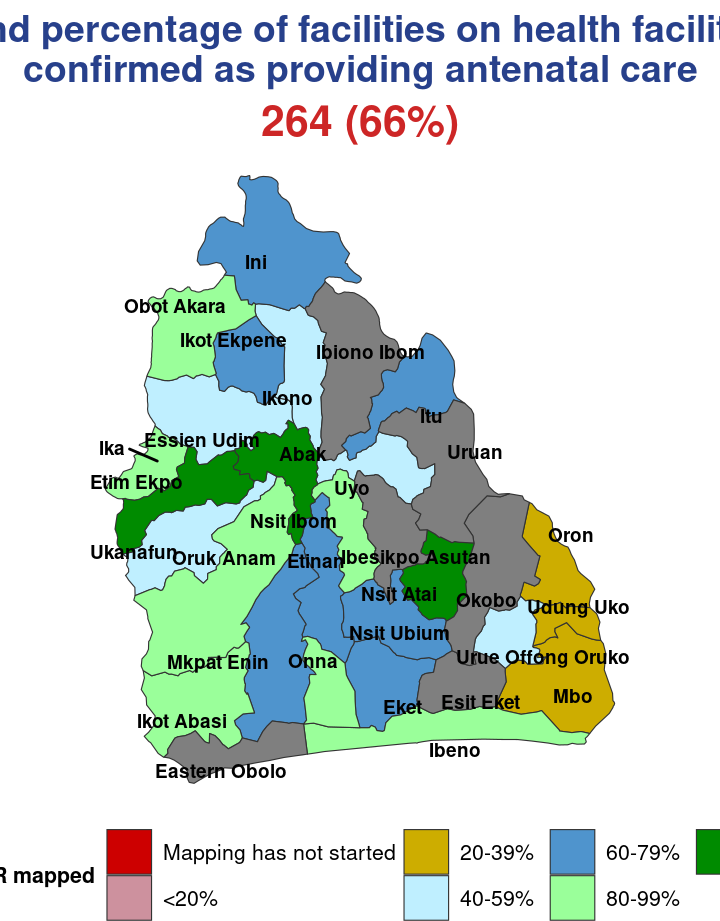 nd percentage of facilities on health facilit
confirmed as providing antenatal care
264 (66%)
Ini
Obot Akara
Ikot Ekpene
Ibiono Ibom
Ikono
Itu
Essien Udim
Ika
Abak
Uruan
Etim Ekpo
Uyo
Nsit Ibom
Oron
Ukanafun
Oruk Anam
Etinan
Ibesikpo Asutan
Nsit Atai
Okobo
Udung Uko
Nsit Ubium
Mkpat Enin
Onna
Urue Offong Oruko
Eket
Esit Eket
Mbo
Ikot Abasi
Ibeno
Eastern Obolo
R mapped
Mapping has not started
20-39%
60-79%
<20%
40-59%
80-99%